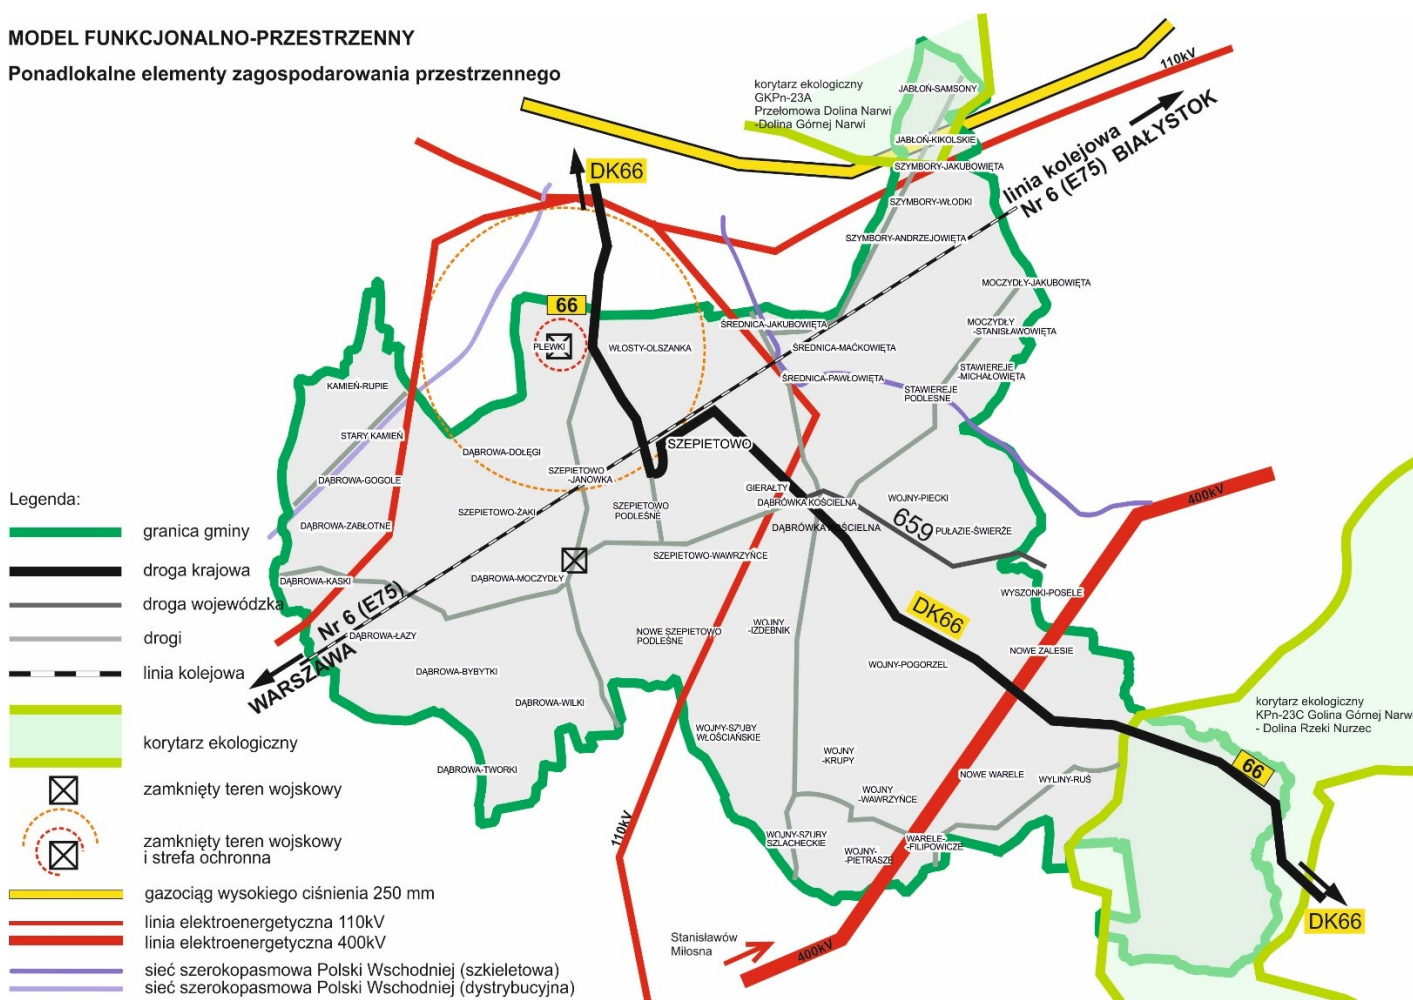 MODEL FUNKCJONALNO-PRZESTRZENNY
Ponadlokalne elementy zagospodarowania przestrzennego
korytarz ekologiczny
GKPn-23A
Przełomowa Dolina Narwi
-Dolina Górnej Narwi
110kV
JABŁOŃ-SAMSONY
JABŁOŃ-KIKOLSKIE
linia kolejowa
Nr 6 (E75) BIAŁYSTOK
DK66
SZYMBORY-JAKUBOWIĘTA
SZYMBORY-WŁODKI
SZYMBORY-ANDRZEJOWIĘTA
MOCZYDŁY-JAKUBOWIĘTA
66
ŚREDNICA-JAKUBOWIĘTA
MOCZYDŁY
-STANISŁAWOWIĘTA
PLEWKI
WŁOSTY-OLSZANKA
ŚREDNICA-MAĆKOWIĘTA
ŚREDNICA-PAWŁOWIĘTA
STAWIEREJE
-MICHAŁOWIĘTA
KAMIEŃ-RUPIE
STAWIEREJE
PODLEŚNE
STARY KAMIEŃ
SZEPIETOWO
DĄBROWA-DOŁĘGI
DĄBROWA-GOGOLE
SZEPIETOWO
-JANÓWKA
GIERAŁTY
DĄBRÓWKA KOŚCIELNA
WOJNY-PIECKI
400kV
DĄBROWA-ZABŁOTNE
SZEPIETOWO-ŻAKI
SZEPIETOWO
PODLEŚNE
DĄBRÓWKA KOŚCIELNA
659
PUŁAZIE-ŚWIERŻE
SZEPIETOWO-WAWRZYŃCE
DĄBROWA-KASKI
DĄBROWA-MOCZYDŁY
WYSZONKI-POSELE
Nr 6 (E75)
WARSZAWA
DĄBROWA-ŁAZY
NOWE SZEPIETOWO
PODLEŚNE
WOJNY
-IZDEBNIK
DK66
NOWE ZALESIE
WOJNY-POGORZEL
DĄBROWA-BYBYTKI
DĄBROWA-WILKI
WOJNY-SZUBY
WŁOŚCIAŃSKIE
korytarz ekologiczny
KPn-23C Golina Górnej Narw
- Dolina Rzeki Nurzec
WOJNY
-KRUPY
DĄBROWA-TWORKI
NOWE WARELE
WYLINY-RUŚ
66
WOJNY
-WAWRZYŃCE
110kV
WOJNY-SZUBY
SZLACHECKIE
WOJNY-
-PIETRASZE
WARELE-
-FILIPOWICZE
DK66
Stanisławów
Miłosna
400kV
Legenda:
granica gminy
droga krajowa
droga wojewódzka
drogi
linia kolejowa
korytarz ekologiczny
zamknięty teren wojskowy
zamknięty teren wojskowy
i strefa ochronna
gazociąg wysokiego ciśnienia 250 mm
linia elektroenergetyczna 110kV
linia elektroenergetyczna 400kV
sieć szerokopasmowa Polski Wschodniej (szkieletowa)
sieć szerokopasmowa Polski Wschodniej (dystrybucyjna)